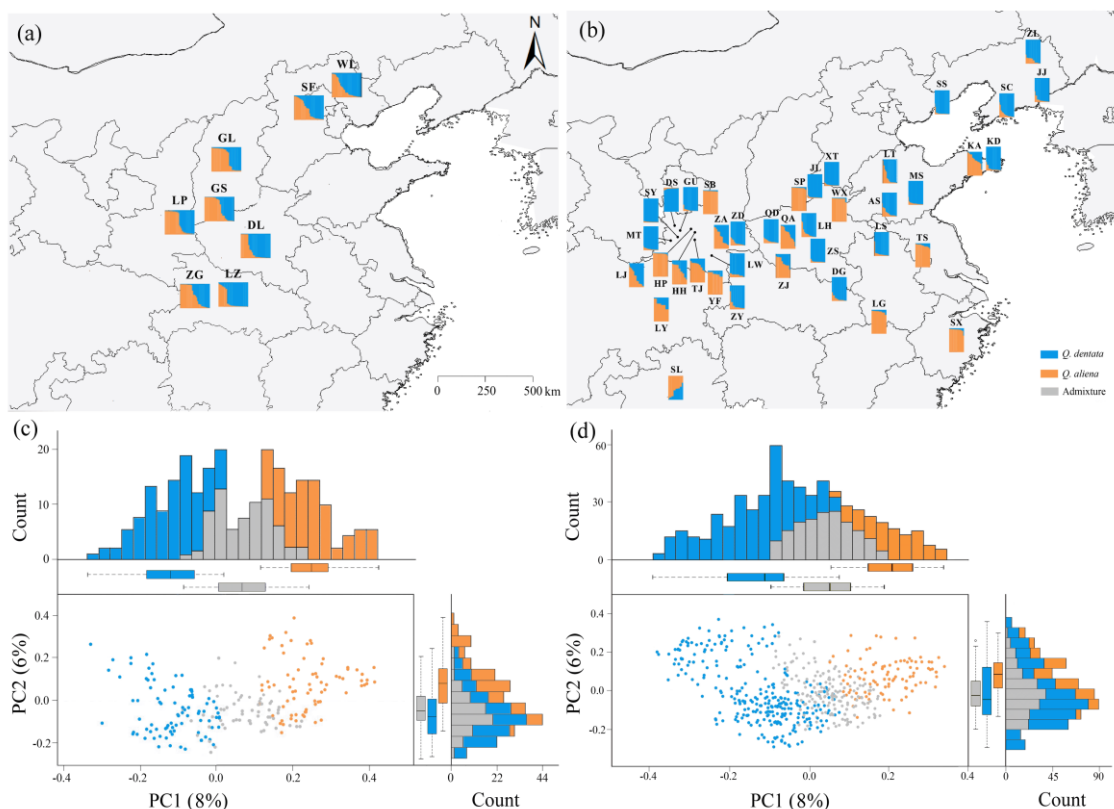 (a)
N
WL
SF
GL
GS
LP
DL
ZG
LZ
0 250 500 km
(b)
ZL
JJ
SS
SC
KA
KD
XT
LT
JL
MS
SP
WX
AS
DS
GU
SB
SY
ZA
ZD
QD
QA
LH
LS
MT
ZS
TS
LW
LJ
HP
HH
TJ
YF
ZJ
DG
ZY
LY
LG
SX
SL
Q. dentata
Q. aliena
Admixture
(c)
20
10
0
Count
0.4
0.2
0.0
-0.2
PC2 (6%)
-0.4 -0.2 0.0 0.2 0.4
PC1 (8%)
0 22 44
Count
(d)
60
30
0
Count
0.4
0.2
0.0
-0.2
PC2 (6%)
-0.4 -0.2 0.0 0.2 0.4
PC1 (8%)
0 45 90
Count